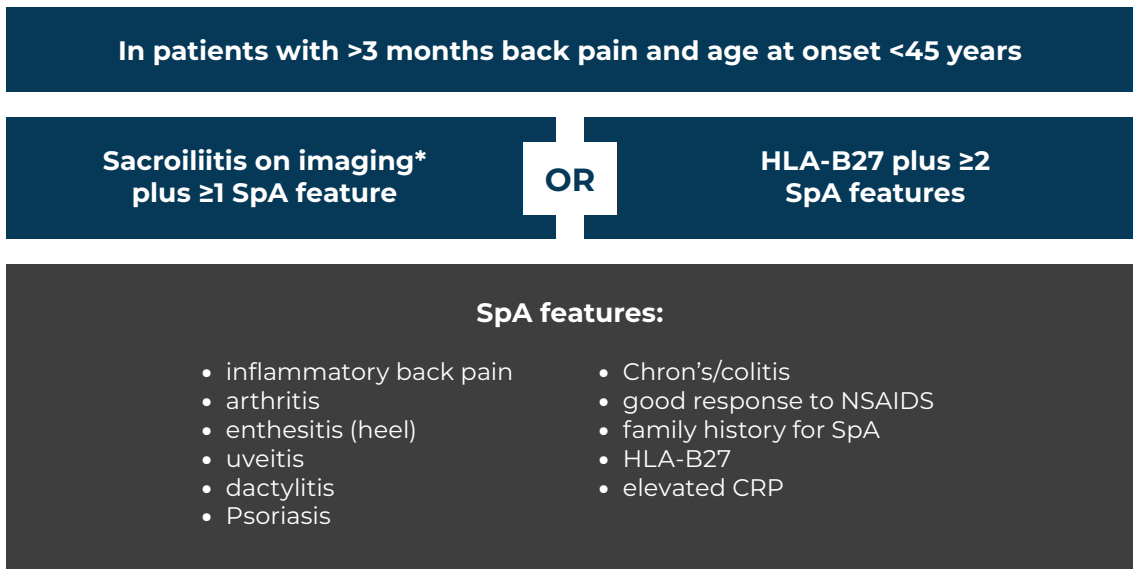 In patients with >3 months back pain and age at onset <45 years
Sacroiliitis on imaging*
plus ≥1 SpA feature
OR
HLA-B27 plus ≥2
SpA features
SpA features:
• inflammatory back pain
• arthritis
• enthesitis (heel)
• uveitis
• dactylitis
• Psoriasis
• Chron’s/colitis
• good response to NSAIDS
• family history for SpA
• HLA-B27
• elevated CRP